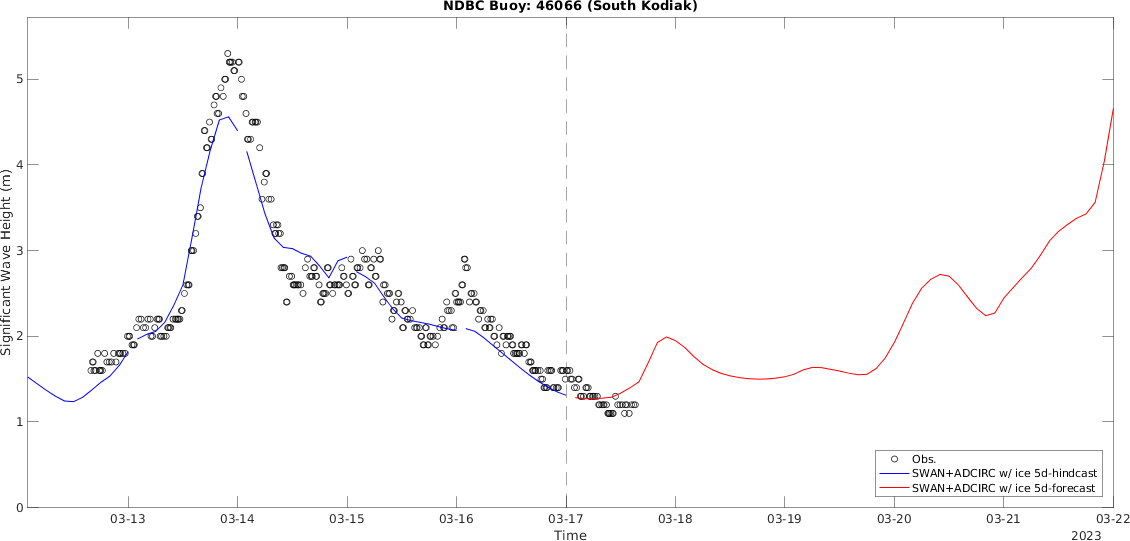 NDBC Buoy: 46066 (South Kodiak)
Significant Wave Height (m)
5
4
3
2
1
0
Obs.
SWAN+ADCIRC w/ ice 5d-hindcast
SWAN+ADCIRC w/ ice 5d-forecast
03-13 03-14 03-15 03-16 03-17 03-18 03-19 03-20 03-21 03-22
Time
2023